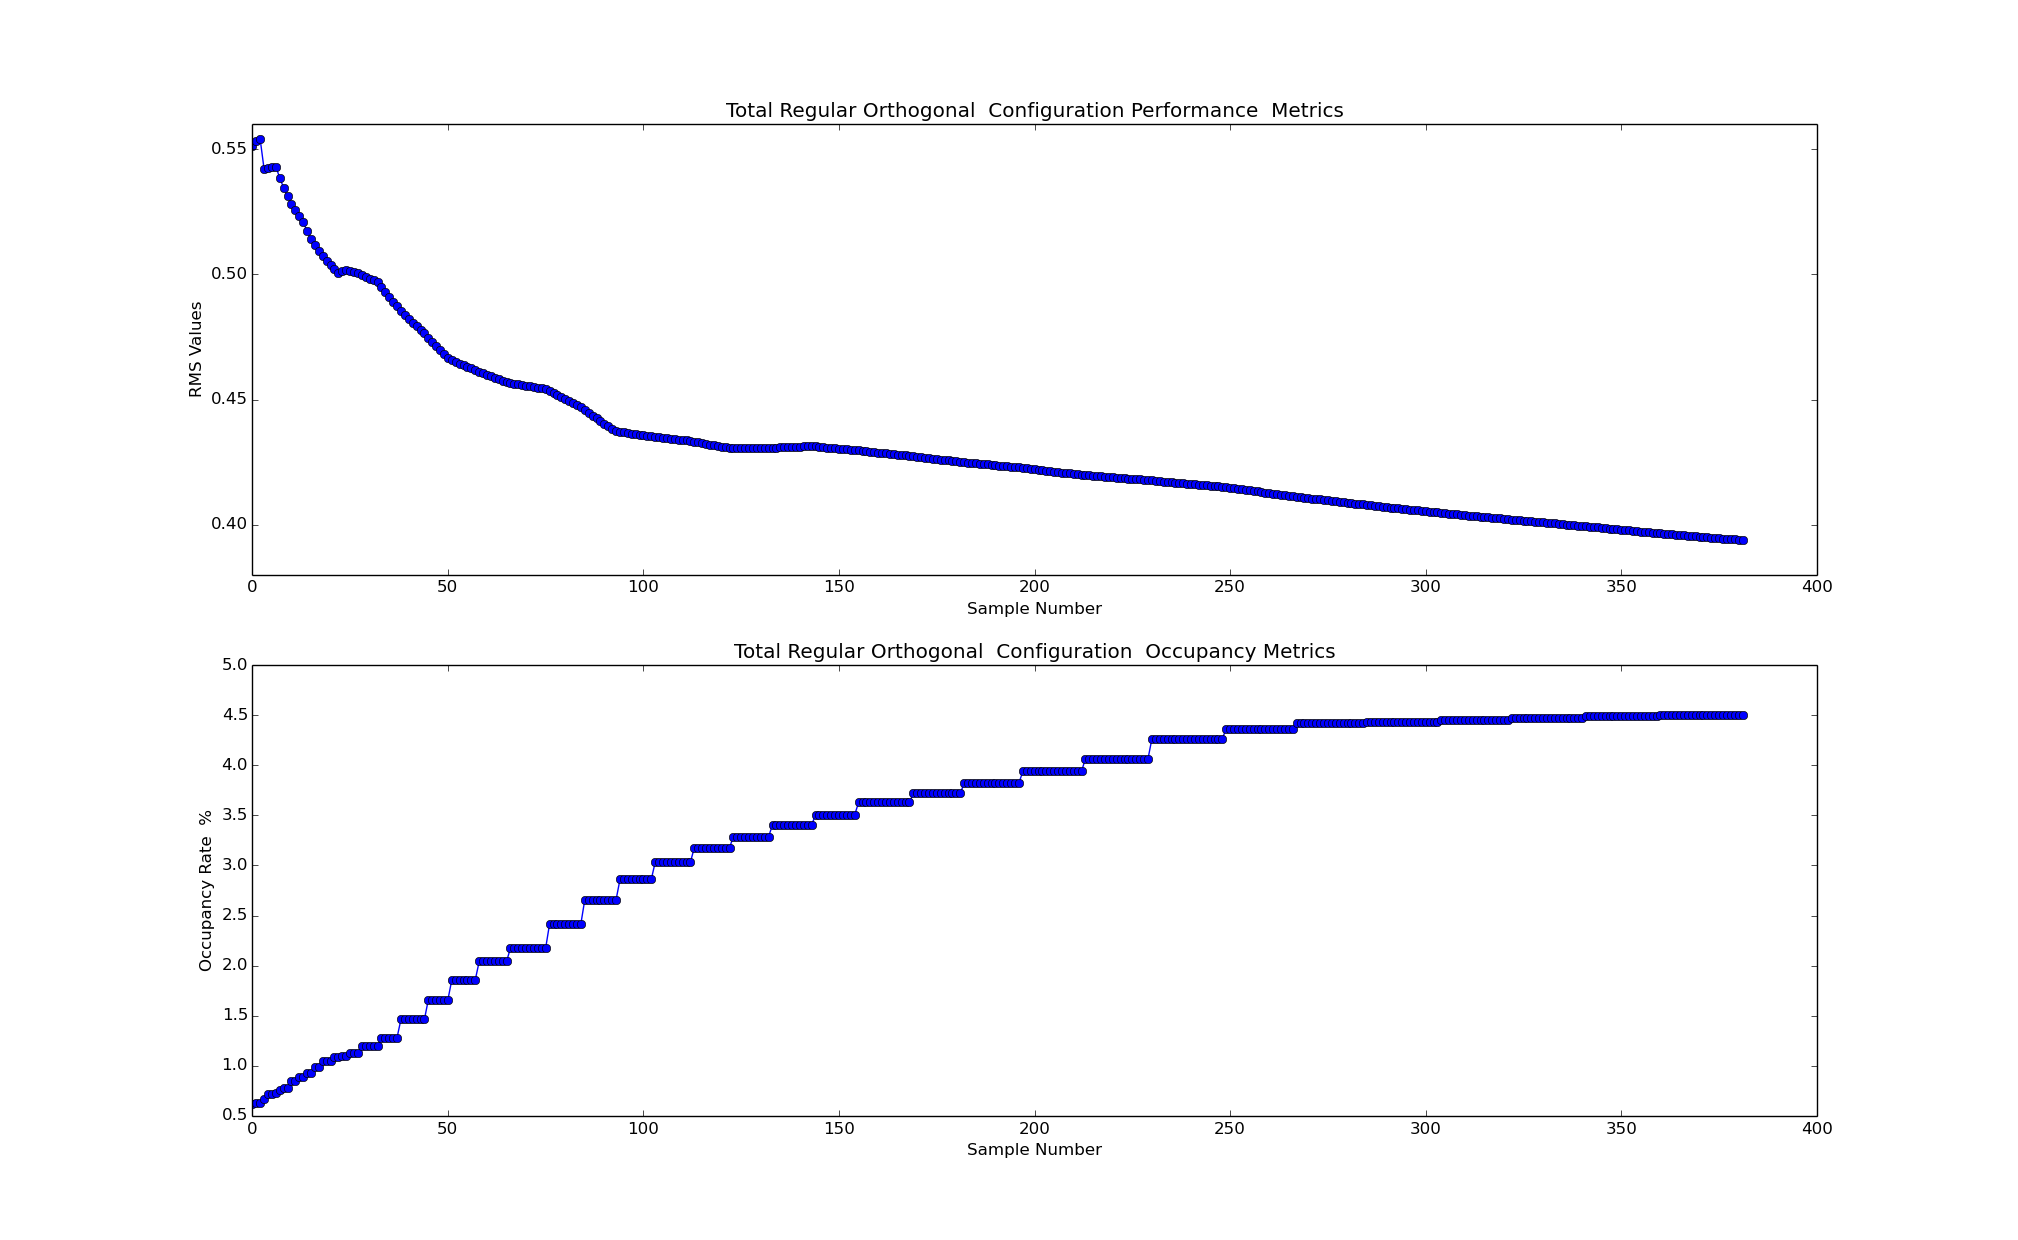 Total Regular Orthogonal  Configuration Performance  Metrics
0.55
0.50
0.45
0.40
RMS Values
0 50 100 150 200 250 300 350 400
Sample Number
Total Regular Orthogonal  Configuration  Occupancy Metrics
5.0
4.5
4.0
3.5
3.0
2.5
2.0
1.5
1.0
0.5
Occupancy Rate  %
0 50 100 150 200 250 300 350 400
Sample Number